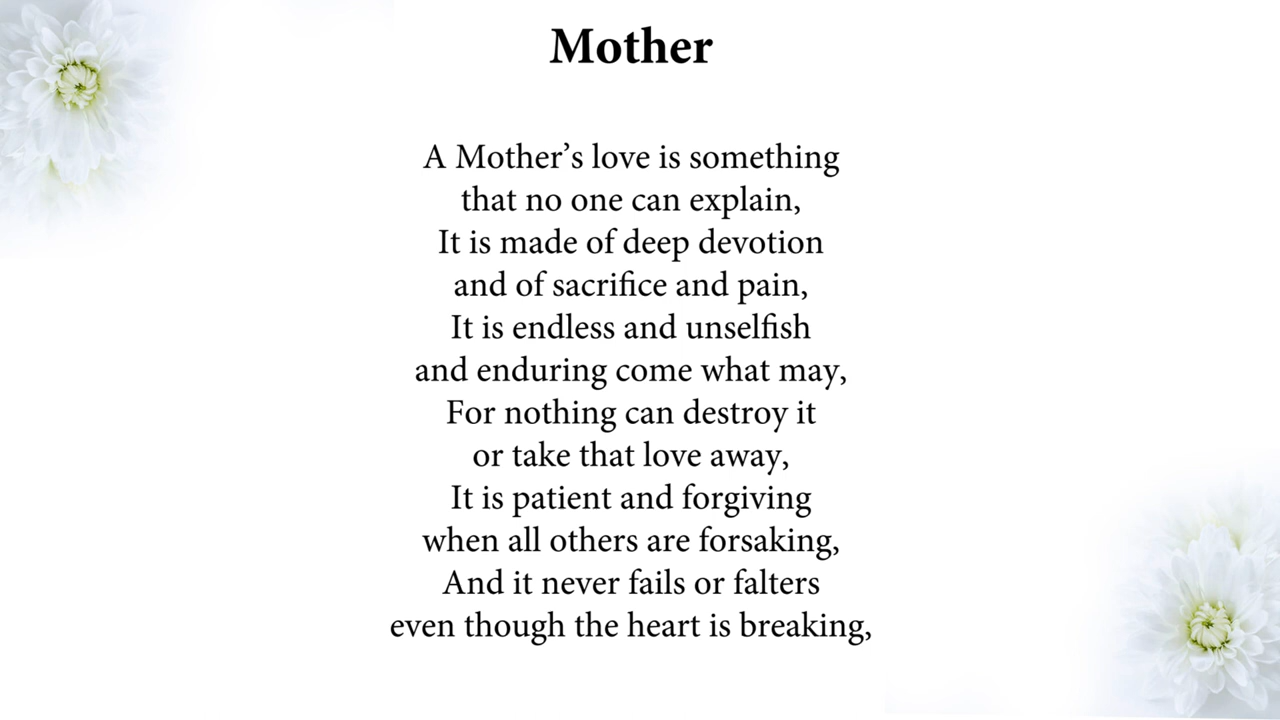 Mother
A Mother’s love is something
that no one can explain,
It is made of deep devotion
and of sacrifice and pain,
It is endless and unselfish
and enduring come what may,
For nothing can destroy it
or take that love away,
It is patient and forgiving
when all others are forsaking,
And it never fails or falters
even though the heart is breaking,